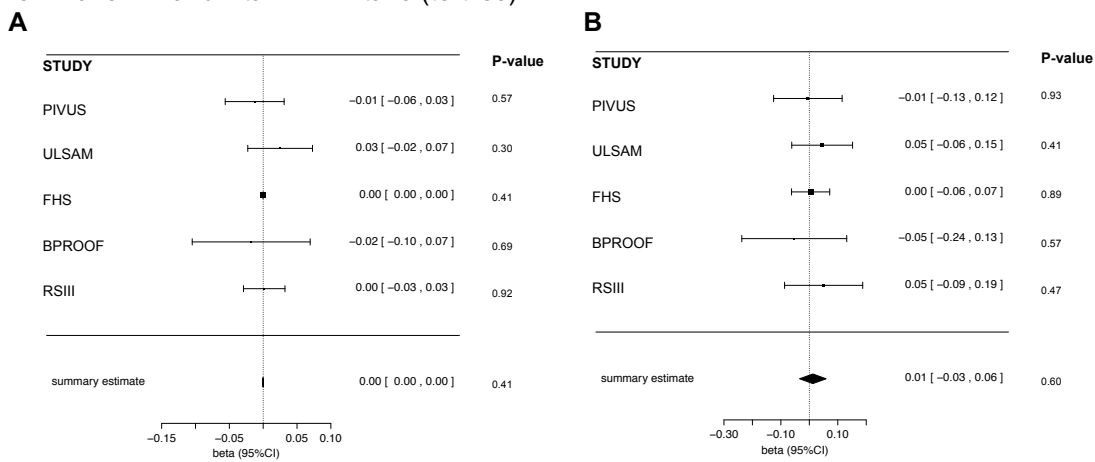 A
STUDY P-value
PIVUS −0.01 [ −0.06 , 0.03 ] 0.57
ULSAM 0.03 [ −0.02 , 0.07 ] 0.30
FHS 0.00 [ 0.00 , 0.00 ] 0.41
BPROOF −0.02 [ −0.10 , 0.07 ] 0.69
RSIII 0.00 [ −0.03 , 0.03 ] 0.92
summary estimate 0.00 [ 0.00 , 0.00 ] 0.41
−0.15 −0.05 0.05 0.10
beta (95%CI)
B
STUDY P-value
PIVUS −0.01 [ −0.13 , 0.12 ] 0.93
ULSAM 0.05 [ −0.06 , 0.15 ] 0.41
FHS 0.00 [ −0.06 , 0.07 ] 0.89
BPROOF −0.05 [ −0.24 , 0.13 ] 0.57
RSIII 0.05 [ −0.09 , 0.19 ] 0.47
summary estimate 0.01 [ −0.03 , 0.06 ] 0.60
−0.30 −0.10 0.10
beta (95%CI)